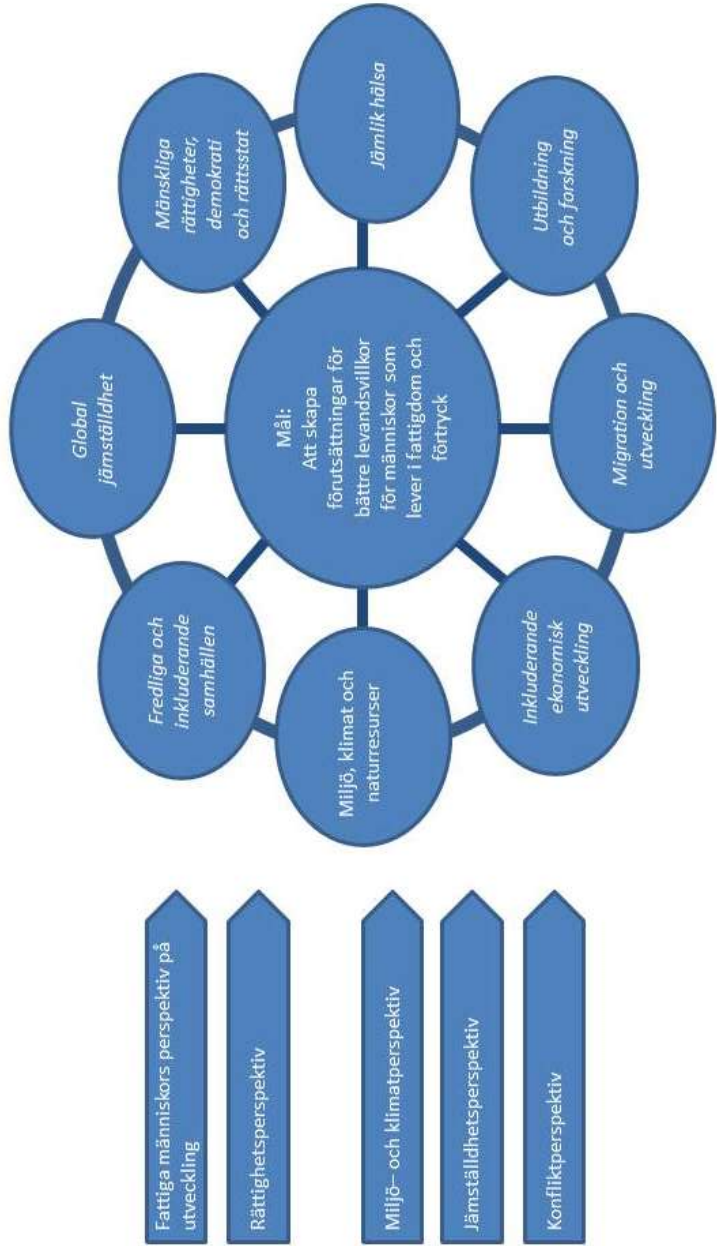 Fattiga människors perspektiv på
utveckling
Rättighetsperspektiv
Miljö– och klimatperspektiv
Jämställdhetsperspektiv
Konfliktperspektiv
Mål:
Att skapa
förutsättningar för
bättre levandsvillkor
för människor som
lever i fattigdom och
förtryck
Global
jämställdhet
Mänskliga
rättigheter,
demokrati
och rättsstat
Jämlik hälsa
Utbildning
och forskning
Migration och
utveckling
Inkluderande
ekonomisk
utveckling
Miljö, klimat och
naturresurser
Fredliga och
inkluderande
samhällen